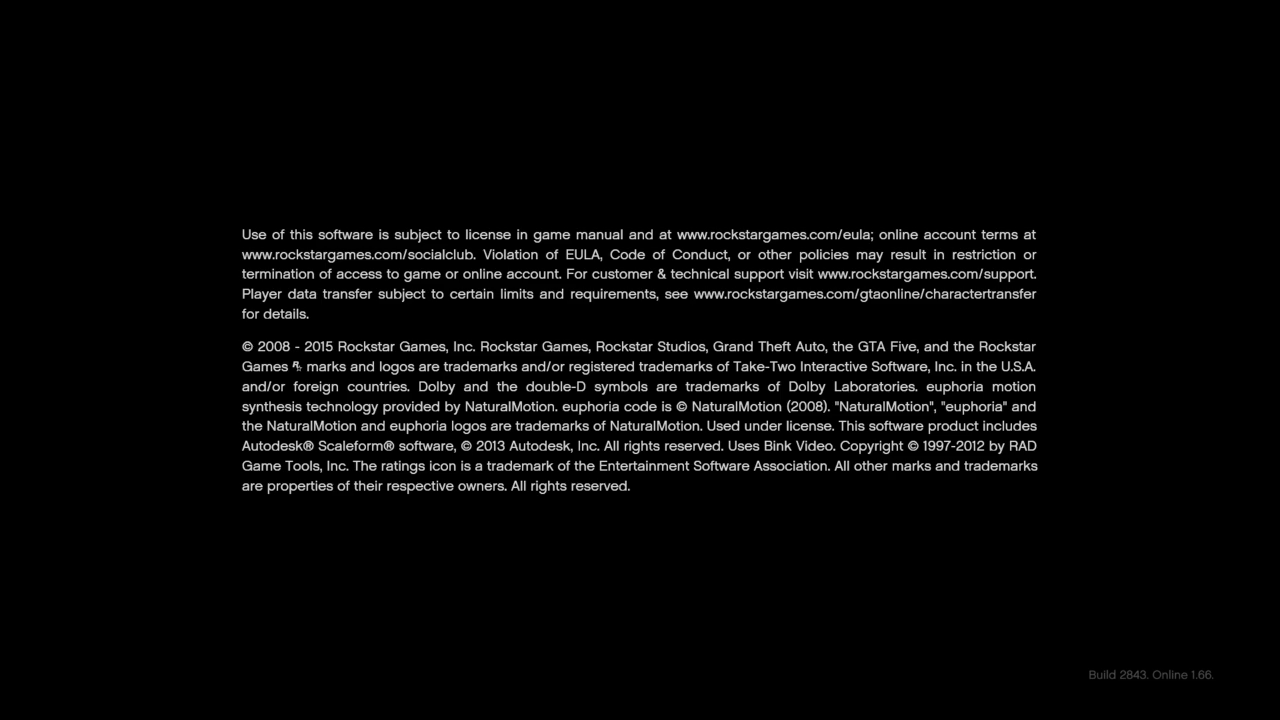 Use of this software is subject to license in game manual and at www.rockstargames.com/eula; online account terms at
www.rockstargames.com/socialclub. Violation of EULA, Code of Conduct, or other policies may result in restriction or
termination of access to game or online account. For customer & technical support visit www.rockstargames.com/support.
Player data transfer subject to certain limits and requirements, see www.rockstargames.com/gtaonline/charactertransfer
for details.
© 2008 - 2015 Rockstar Games, Inc. Rockstar Games, Rockstar Studios, Grand Theft Auto, the GTA Five, and the Rockstar
Games R* marks and logos are trademarks and/or registered trademarks of Take-Two Interactive Software, Inc. in the U.S.A.
and/or foreign countries. Dolby and the double-D symbols are trademarks of Dolby Laboratories. euphoria motion
synthesis technology provided by NaturalMotion. euphoria code is © NaturalMotion (2008). "NaturalMotion", "euphoria" and
the NaturalMotion and euphoria logos are trademarks of NaturalMotion. Used under license. This software product includes
Autodesk® Scaleform® software, © 2013 Autodesk, Inc. All rights reserved. Uses Bink Video. Copyright © 1997-2012 by RAD
Game Tools, Inc. The ratings icon is a trademark of the Entertainment Software Association. All other marks and trademarks
are properties of their respective owners. All rights reserved.
Build 2843. Online 1.66.